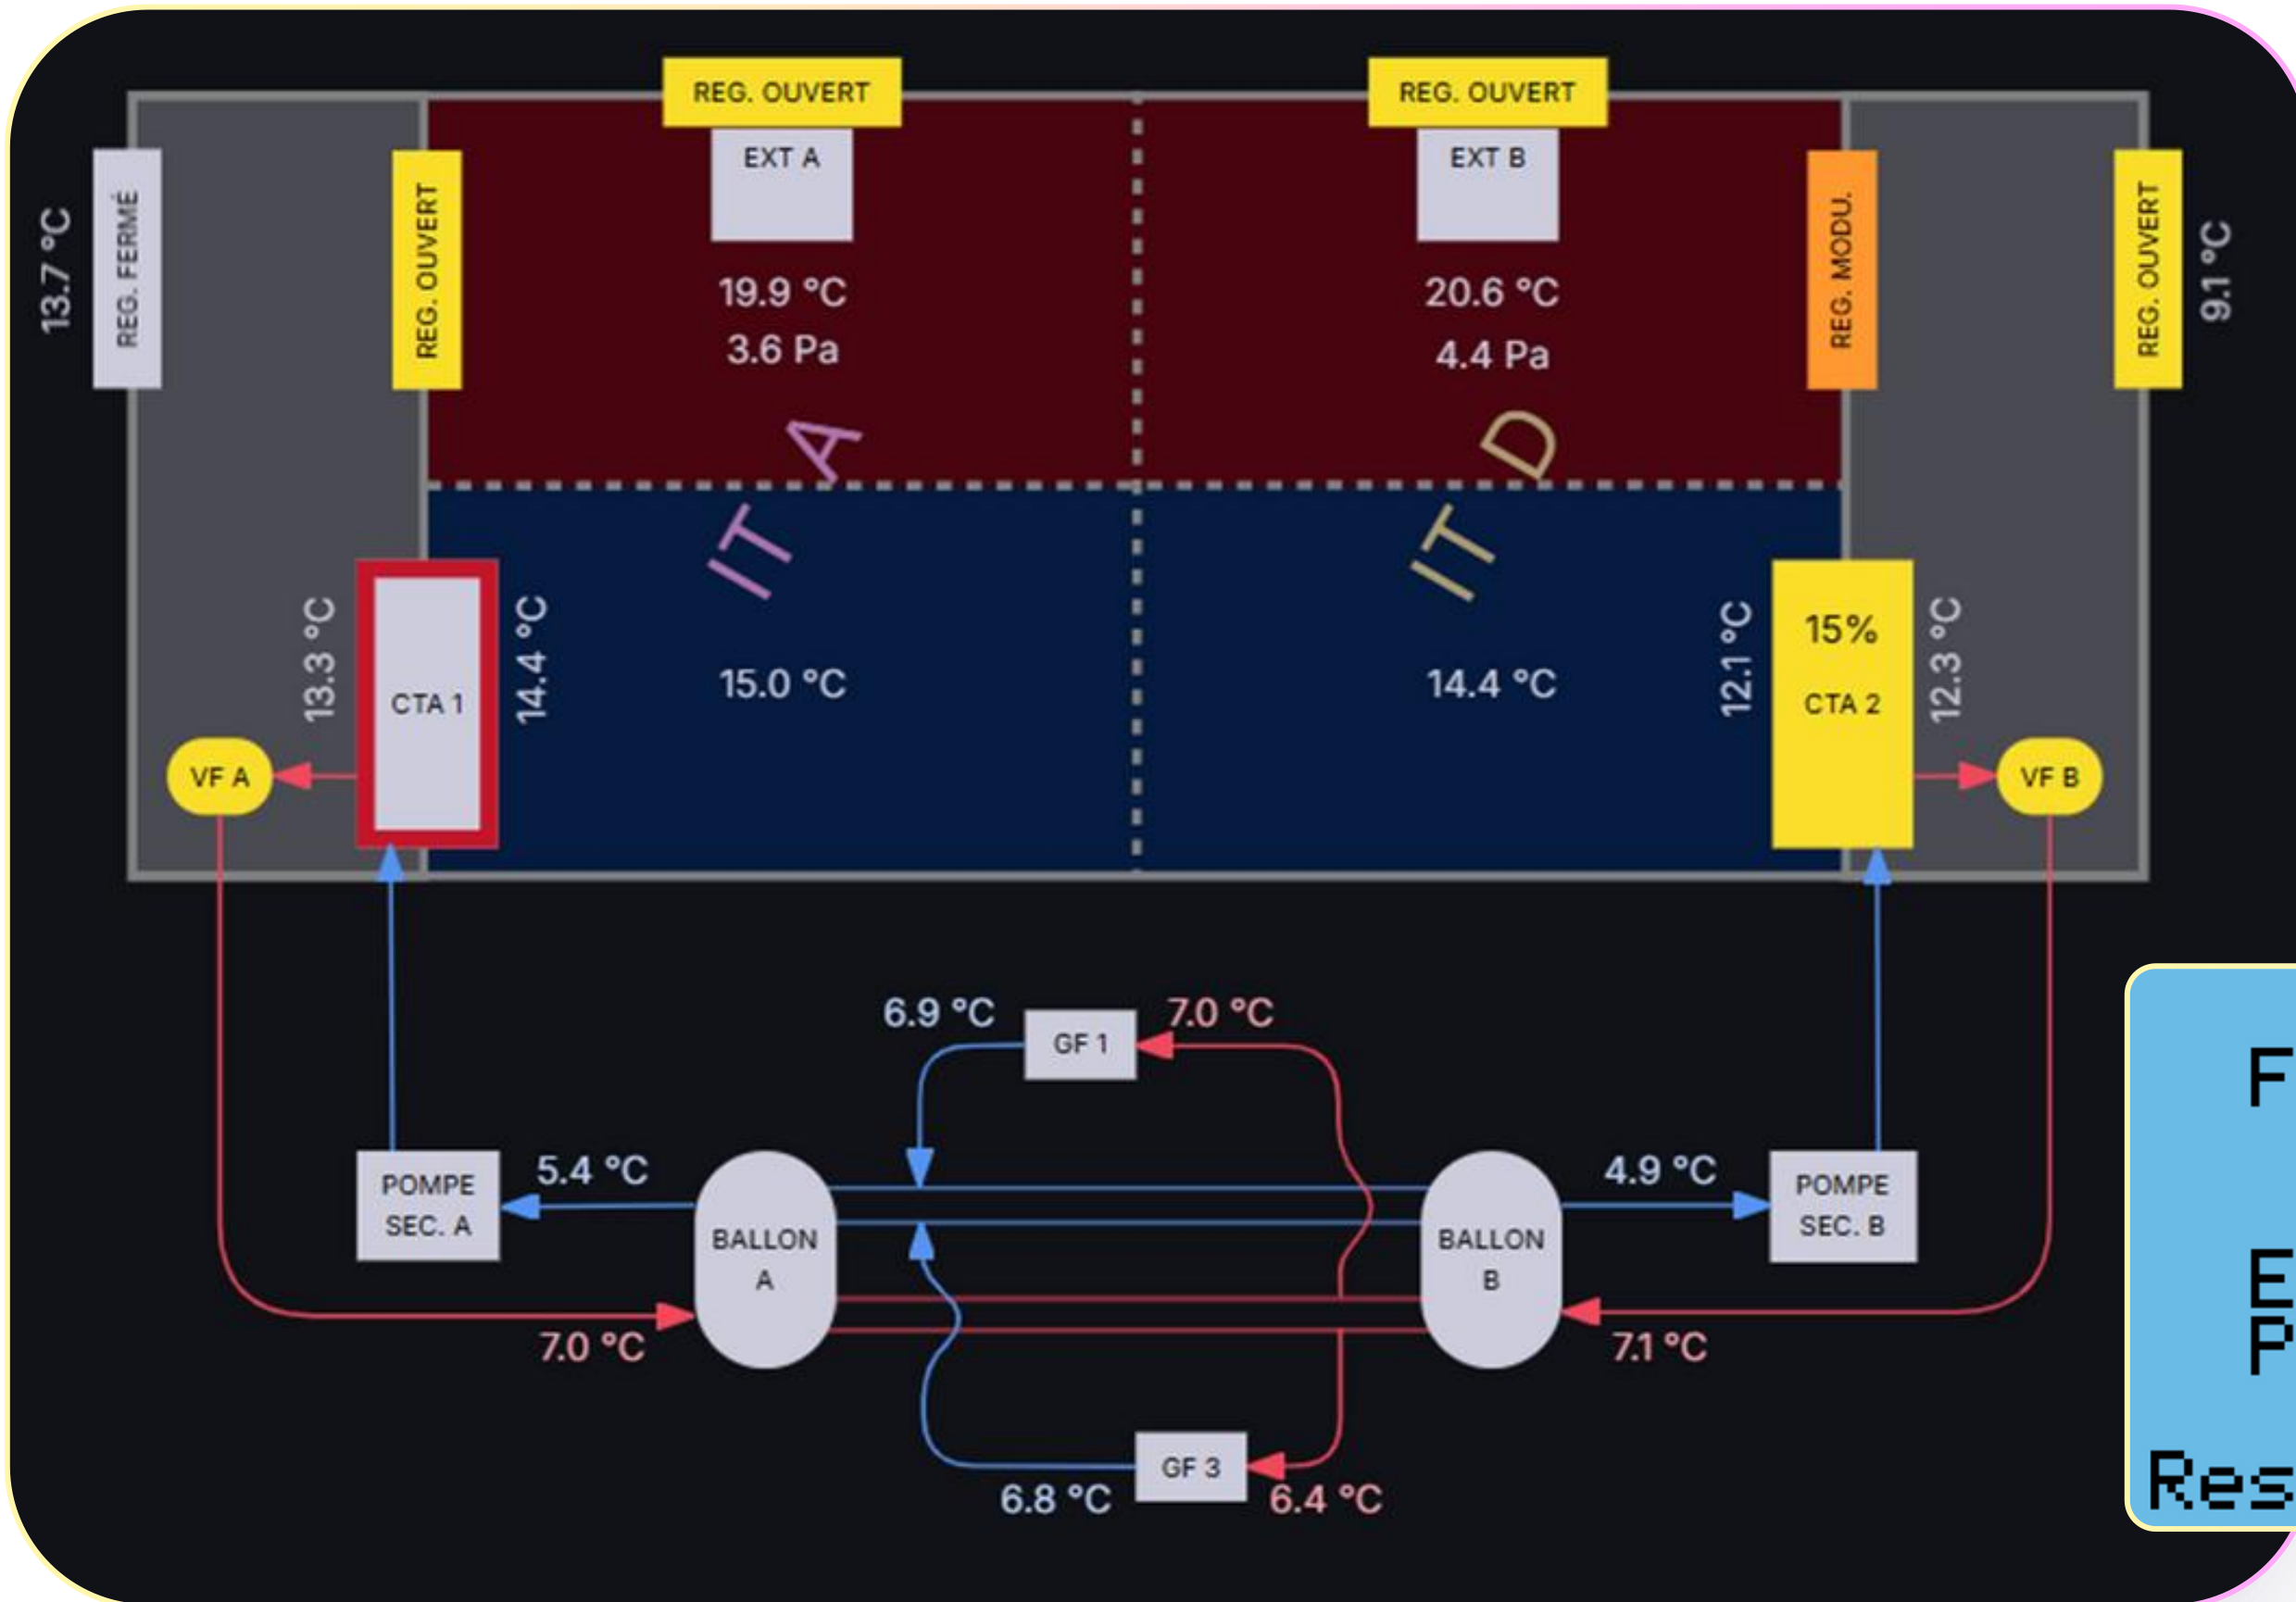 REG. OUVERT
REG. OUVERT
EXT A
EXT B
13.7 °C
REG. FERMÉ
REG. OUVERT
REG. MODU.
REG. OUVERT
9.1 °C
19.9 °C
20.6 °C
3.6 Pa
4.4 Pa
IT A
IT D
13.3 °C
CTA 1
14.4 °C
15.0 °C
14.4 °C
12.1 °C
15%
CTA 2
12.3 °C
VF A
VF B
6.9 °C
GF 1
7.0 °C
POMPE
SEC. A
5.4 °C
BALLON
A
BALLON
B
4.9 °C
POMPE
SEC. B
7.0 °C
7.1 °C
6.8 °C
GF 3
6.4 °C
F
E
P
Res